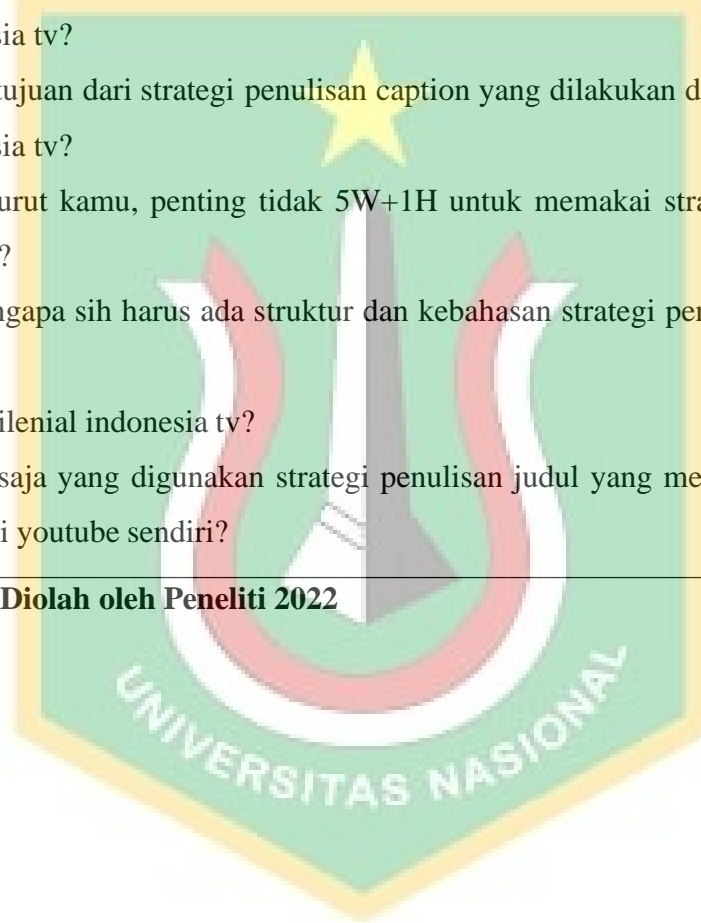 sia tv?
tujuan dari strategi penulisan caption yang dilakukan d
sia tv?
urut kamu, penting tidak 5W+1H untuk memakai stra
?
ngapa sih harus ada struktur dan kebahasan strategi pe
ilenial indonesia tv?
saja yang digunakan strategi penulisan judul yang me
i youtube sendiri?
Diolah oleh Peneliti 2022
UNIVERSITAS NASIONAL